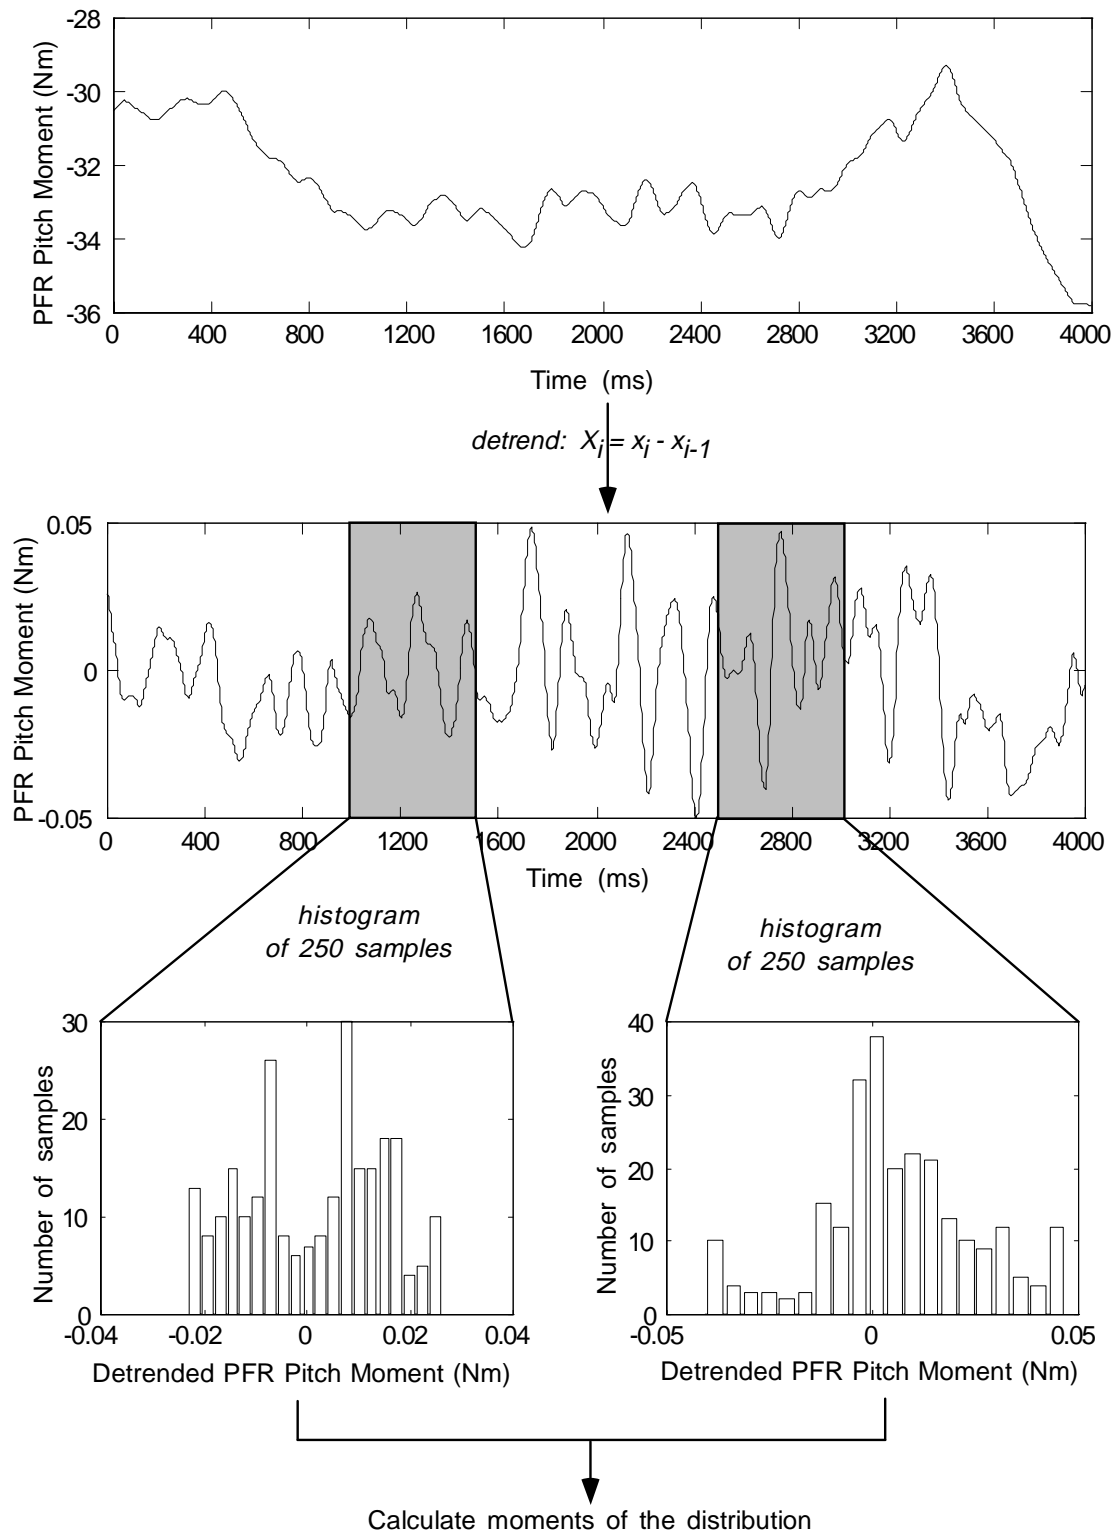 -28
-30
-32
-34
-36
PFR Pitch Moment (Nm)
0 400 800 1200 1600 2000 2400 2800 3200 3600 4000
Time (ms)
detrend: Xi = xi - xi-1
0.05
0
-0.05
PFR Pitch Moment (Nm)
0 400 800 1200 1600 2000 2400 2800 3200 3600 4000
Time (ms)
histogram
of 250 samples
histogram
of 250 samples
30
20
10
0
Number of samples
-0.04 -0.02 0 0.02 0.04
Detrended PFR Pitch Moment (Nm)
40
30
20
10
0
Number of samples
-0.05 0 0.05
Detrended PFR Pitch Moment (Nm)
Calculate moments of the distribution